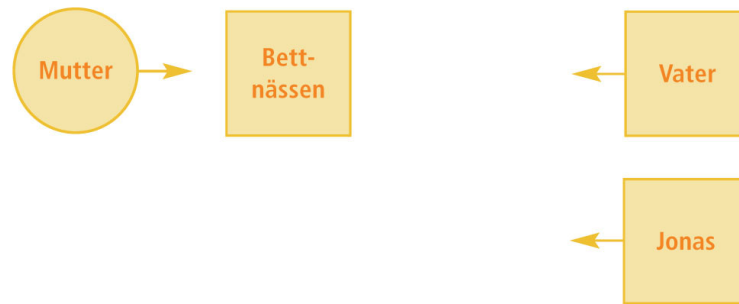 Mutter
Bett-
nässen
Vater
Jonas